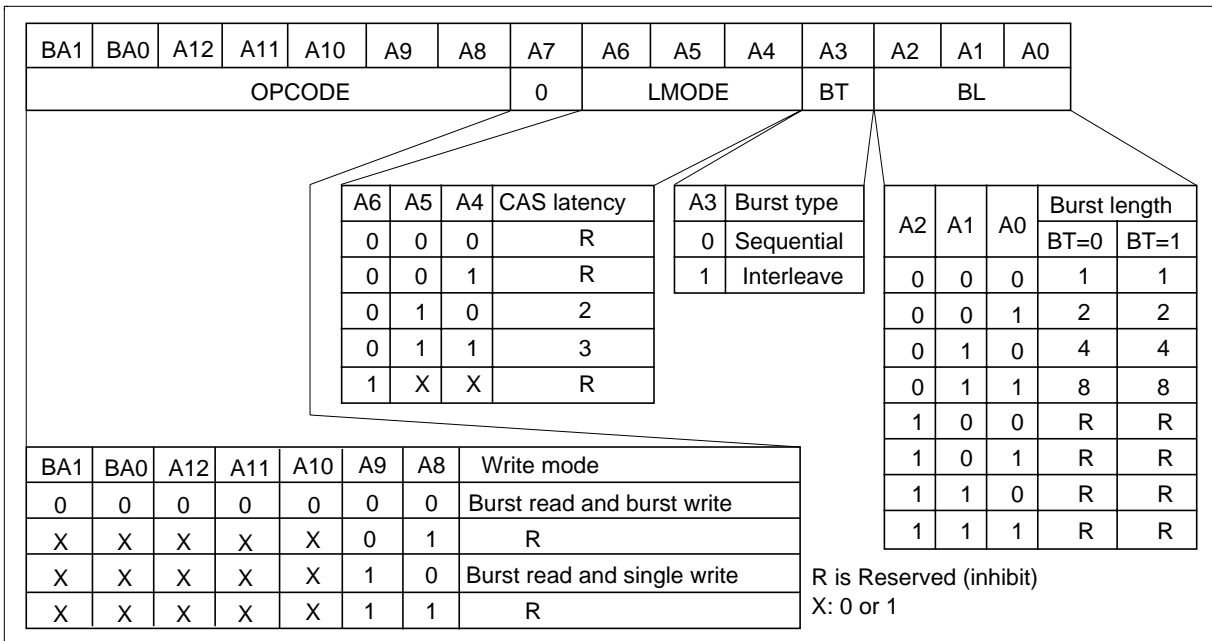 BA1 BA0 A12 A11 A10 A9 A8 A7 A6 A5 A4 A3 A2 A1 A0
OPCODE 0 LMODE BT BL
A6 A5 A4 CAS latency
0 0 0 R
0 0 1 R
0 1 0 2
0 1 1 3
1 X X R
A3 Burst type
0 Sequential
1 Interleave
A2 A1 A0 Burst length
BT=0 BT=1
0 0 0 1 1
0 0 1 2 2
0 1 0 4 4
0 1 1 8 8
1 0 0 R R
1 0 1 R R
1 1 0 R R
1 1 1 R R
BA1 BA0 A12 A11 A10 A9 A8 Write mode
0 0 0 0 0 0 0 Burst read and burst write
X X X X X 0 1 R
X X X X X 1 0 Burst read and single write
X X X X X 1 1 R
R is Reserved (inhibit)
X: 0 or 1